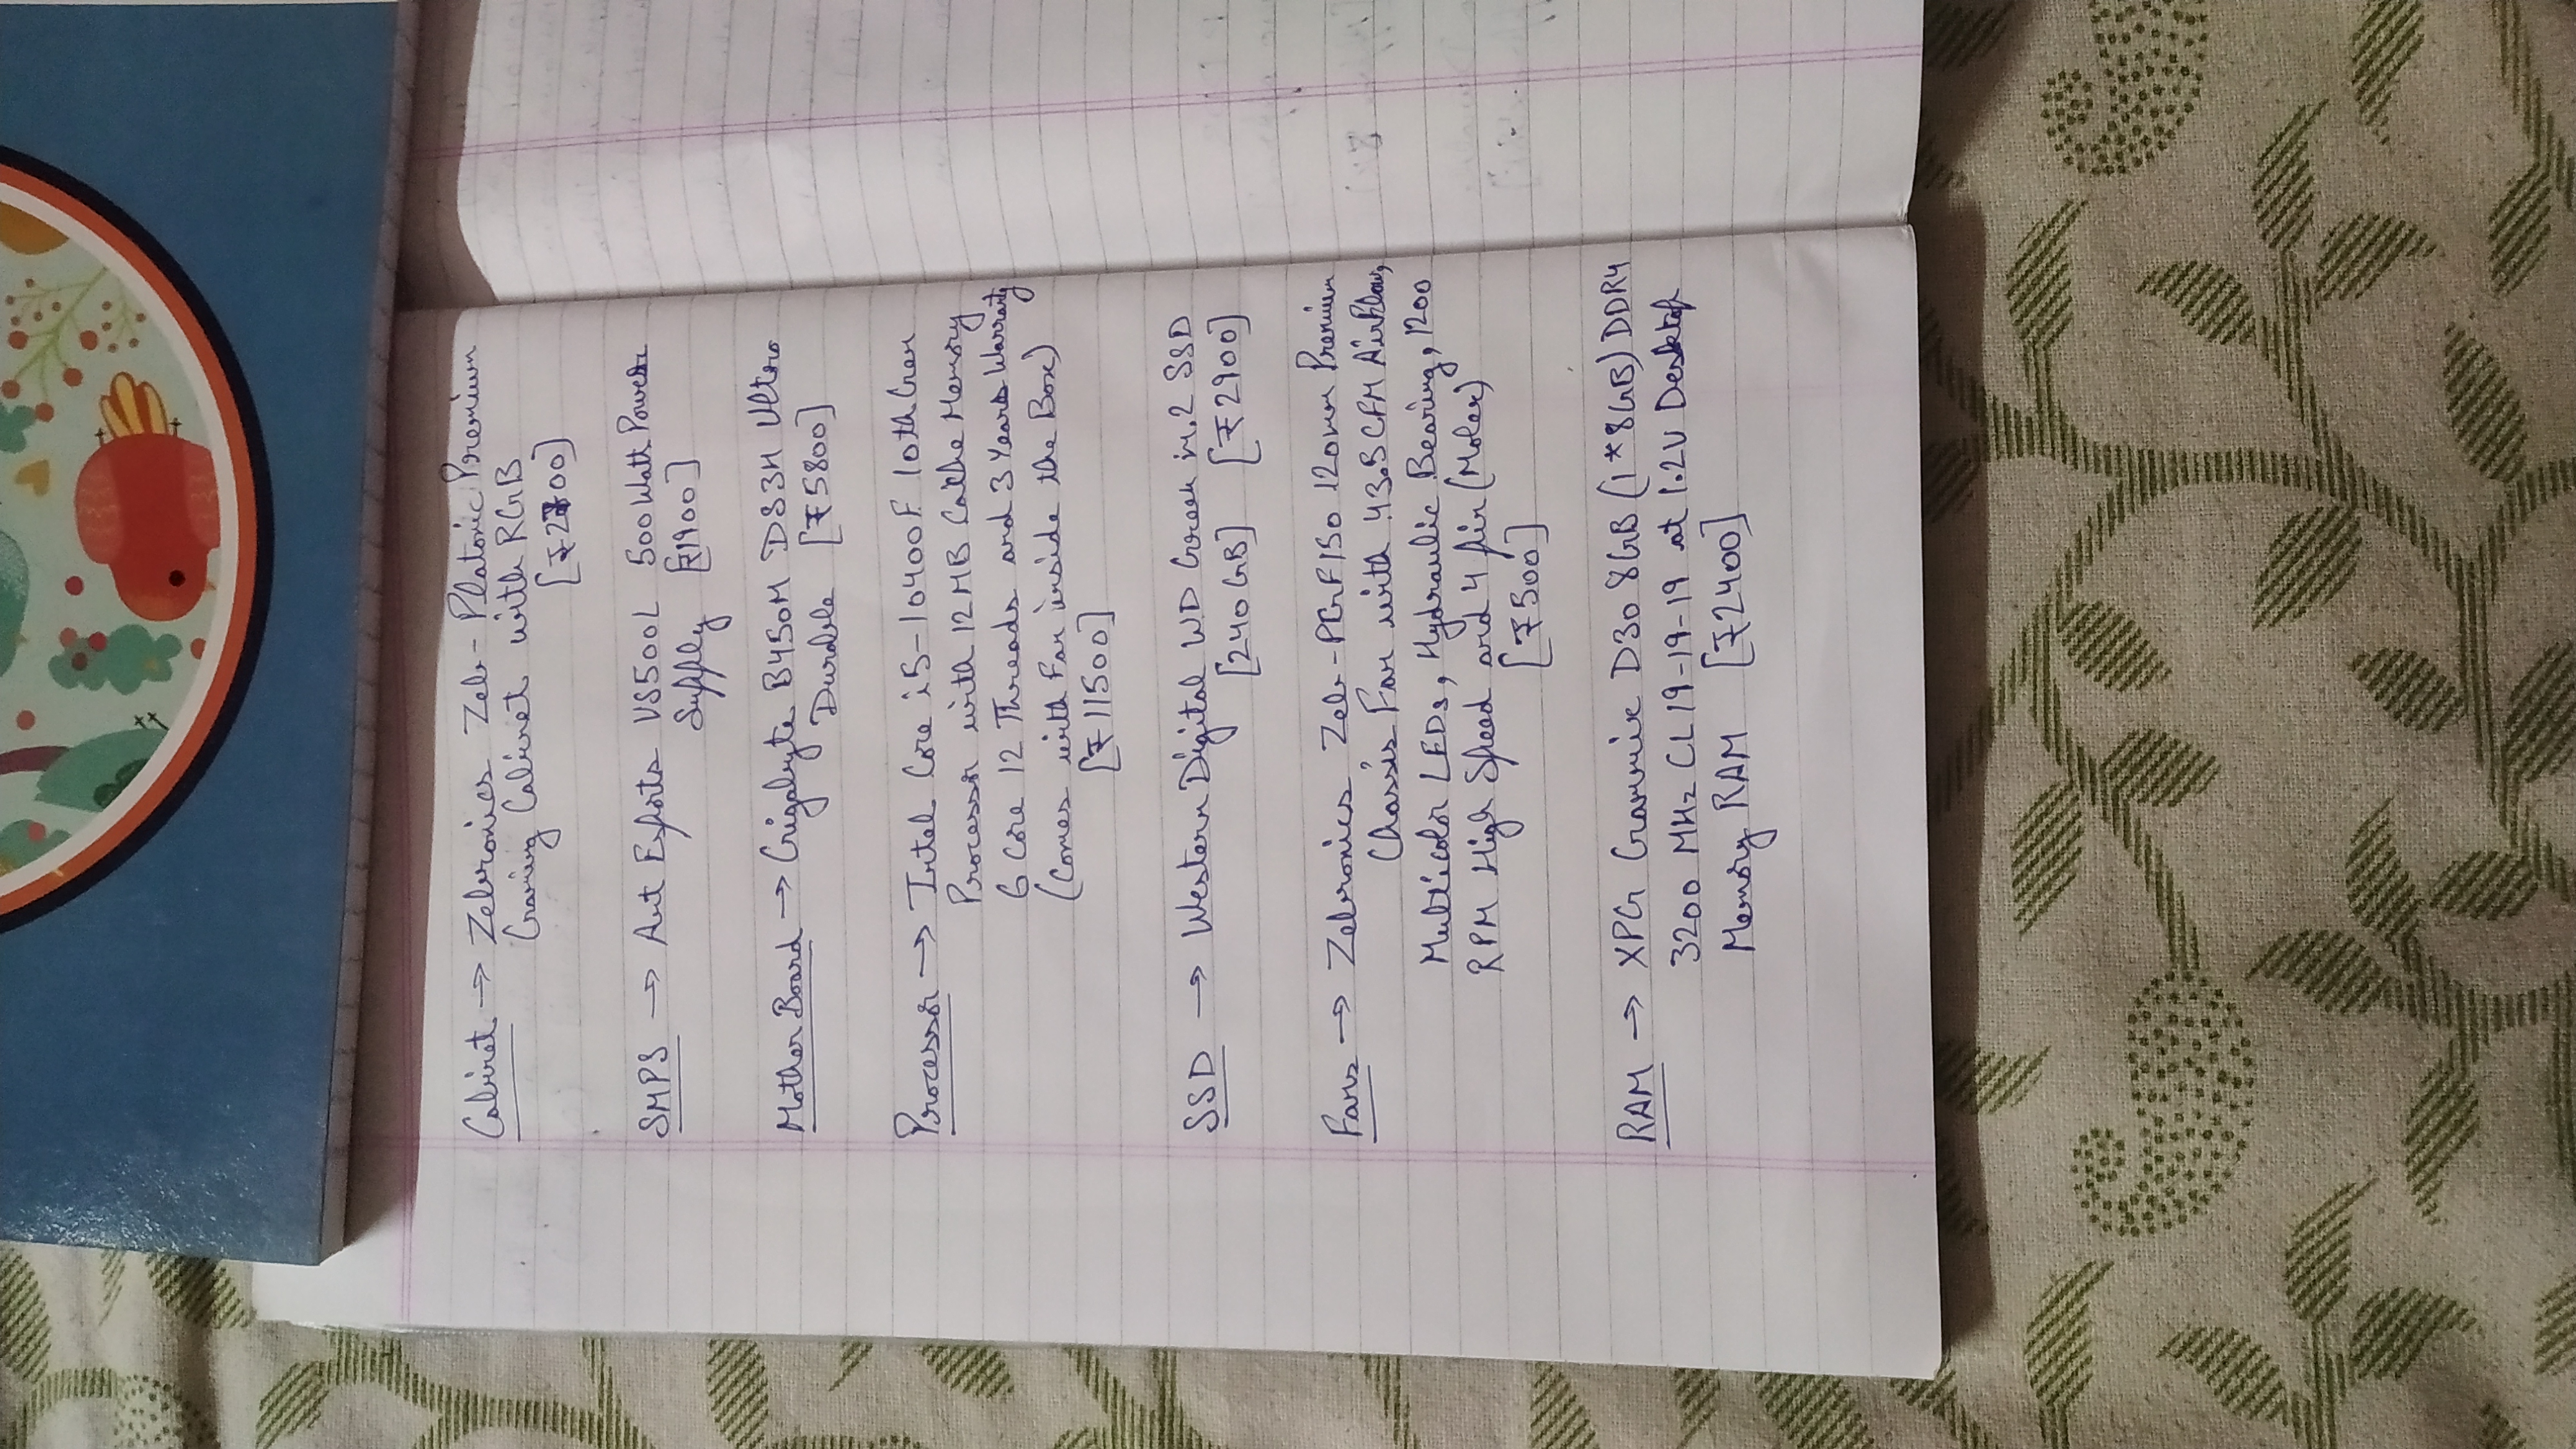 Cabinet → Zebronics Zeb - Platonic Premium
Gaming Cabinet with RGB
[₹2700]
SMPS → Ant Esports VS500L 500 Watt Power
Supply [₹1900]
Mother Board → Gigabyte B450M DS3H Ultra
Durable [₹5800]
Processor → Intel Core i5-10400F 10th Gen
Processor with 12 MB Cache Memory
6 Core 12 Threads and 3 Years Warranty
(Comes with Fan inside the Box)
[₹11500]
SSD → Western Digital WD Green M.2 SSD
[240 GB] [₹2900]
Fans → Zebronics Zeb-PGF150 120mm Premium
Chassis Fan with 43.5 CFM AirFlow,
Multicolor LEDs, Hydraulic Bearing, 1200
RPM High Speed and 4 pin (Molex)
[₹500]
RAM → XPG Gammix D30 8GB (1*8GB) DDR4
3200 MHz CL 19-19-19 at 1.2V Desktop
Memory RAM [₹2400]